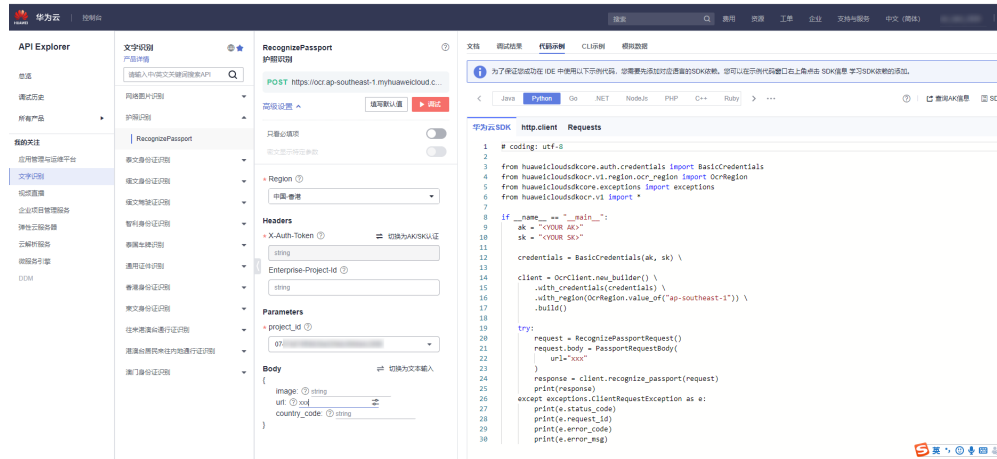 HUAWEI
华为云
控制台
搜索
费用
资源
工单
企业
支持与服务
中文 (简体)
API Explorer
总览
调试历史
所有产品
我的关注
应用管理与运维平台
文字识别
视频直播
企业项目管理服务
弹性云服务器
云解析服务
微服务引擎
DDM
文字识别
产品详情
请输入中/英文关键词搜索API
网络图片识别
护照识别
RecognizePassport
泰文身份证识别
缅文身份证识别
缅文驾驶证识别
智利身份证识别
泰国车牌识别
通用证件识别
香港身份证识别
柬文身份证识别
往来港澳台通行证识别
港澳台居民来往内地通行证识别
澳门身份证识别
RecognizePassport
护照识别
POST https://ocr.ap-southeast-1.myhuaweicloud.c...
高级设置
填写默认值
调试
只看必填项
英文显示响应参数
* Region
中国-香港
Headers
* X-Auth-Token
切换为AK/SK认证
string
Enterprise-Project-Id
string
Parameters
* project_id
07
Body
切换为文本输入
{
image: string
url: xxx
country_code: string
}
文档
调试结果
代码示例
CLI示例
模拟数据
为了保证您成功在 IDE 中使用以下示例代码，您需要先添加对应语言的SDK依赖。您可以在示例代码窗口右上角点击 SDK信息 学习SDK依赖的添加。
Java
Python
Go
.NET
NodeJs
PHP
C++
Ruby
...
查询AK信息
SD
华为云SDK
http.client
Requests
1 # coding: utf-8
2
3 from huaweicloudsdkcore.auth.credentials import BasicCredentials
4 from huaweicloudsdkocr.v1.region.ocr_region import OcrRegion
5 from huaweicloudsdkcore.exceptions import exceptions
6 from huaweicloudsdkocr.v1 import *
7
8 if __name__ == "__main__":
9 ak = "<YOUR AK>"
10 sk = "<YOUR SK>"
11
12 credentials = BasicCredentials(ak, sk) \
13
14 client = OcrClient.new_builder() \
15 .with_credentials(credentials) \
16 .with_region(OcrRegion.value_of("ap-southeast-1")) \
17 .build()
18
19 try:
20 request = RecognizePassportRequest()
21 request.body = PassportRequestBody(
22 url="xxx"
23 )
24 response = client.recognize_passport(request)
25 print(response)
26 except exceptions.ClientRequestException as e:
27 print(e.status_code)
28 print(e.request_id)
29 print(e.error_code)
30 print(e.error_msg)
英